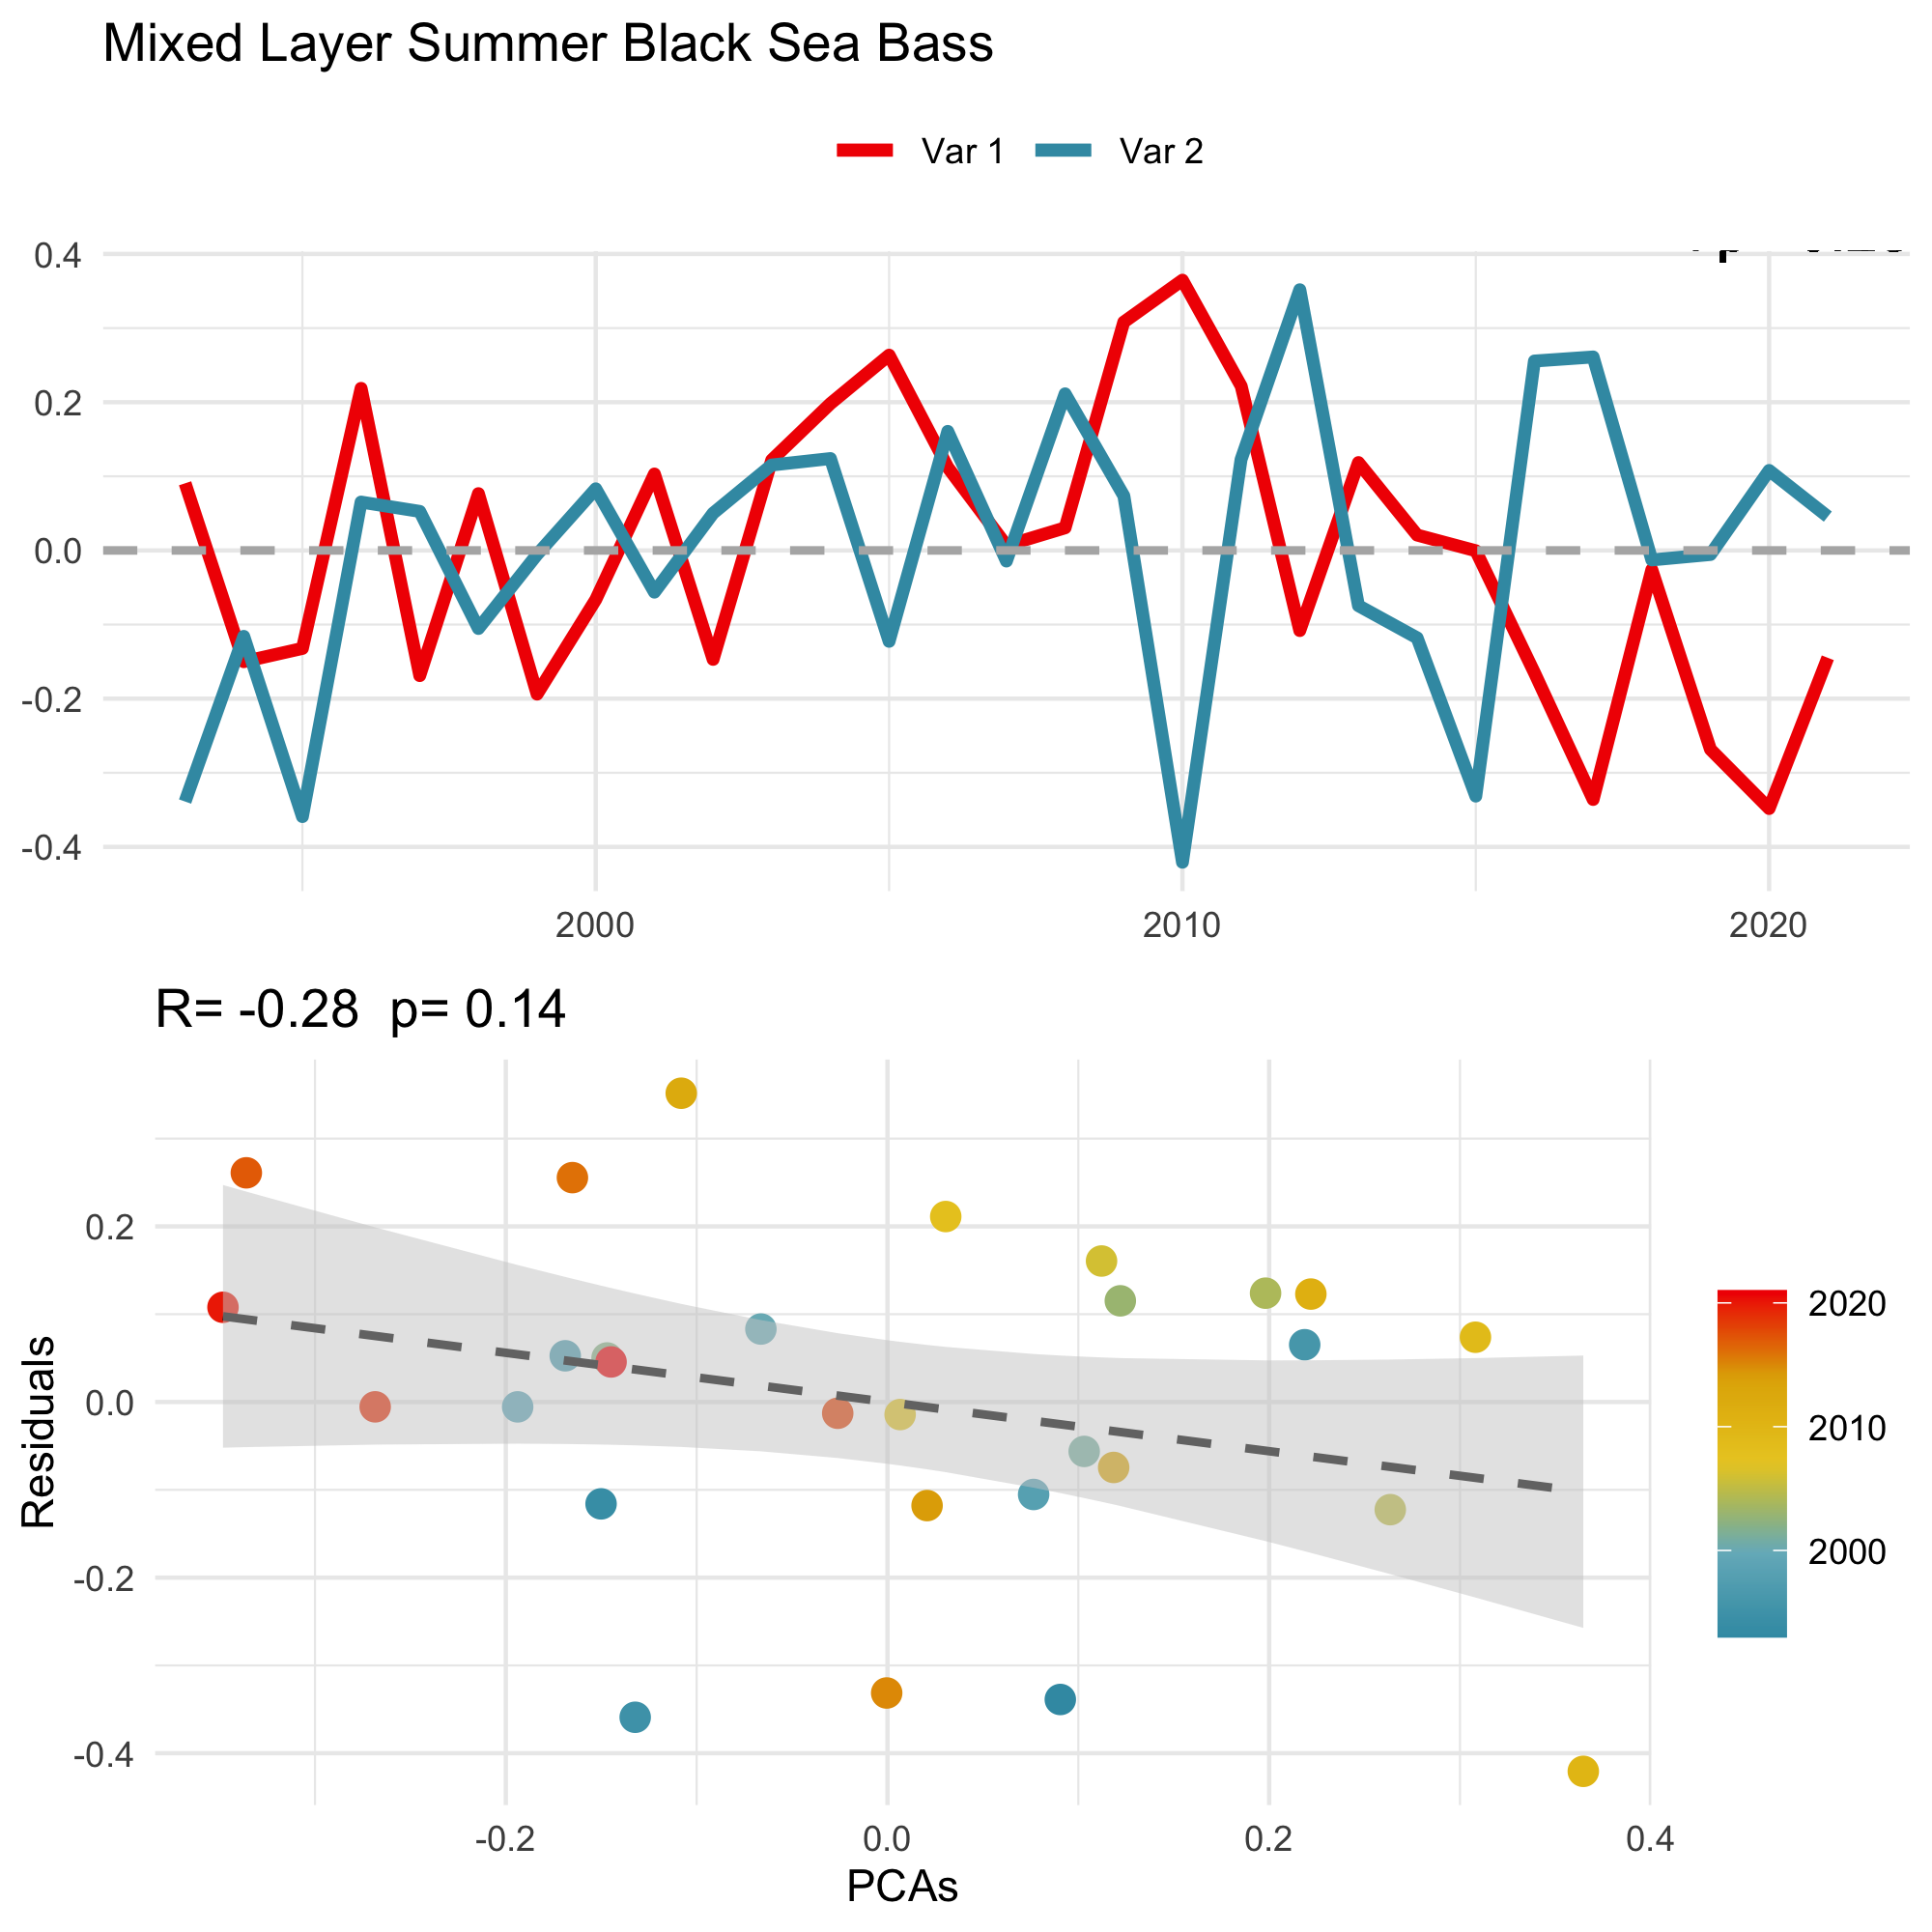 Mixed Layer Summer Black Sea Bass
Var 1 Var 2
0.4
0.2
0.0
-0.2
-0.4
2000 2010 2020
R= -0.28 p= 0.14
Residuals
0.2
0.0
-0.2
-0.4
-0.2 0.0 0.2 0.4
PCAs
2020
2010
2000